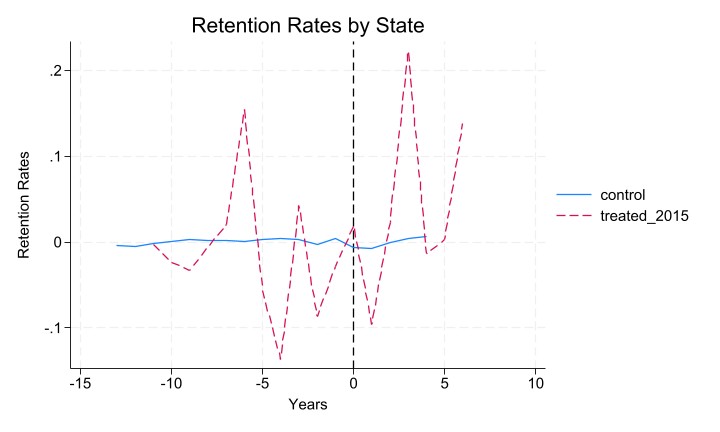 Retention Rates by State
Retention Rates
.2
.1
0
-.1
-15
-10
-5
0
5
10
Years
control
treated_2015